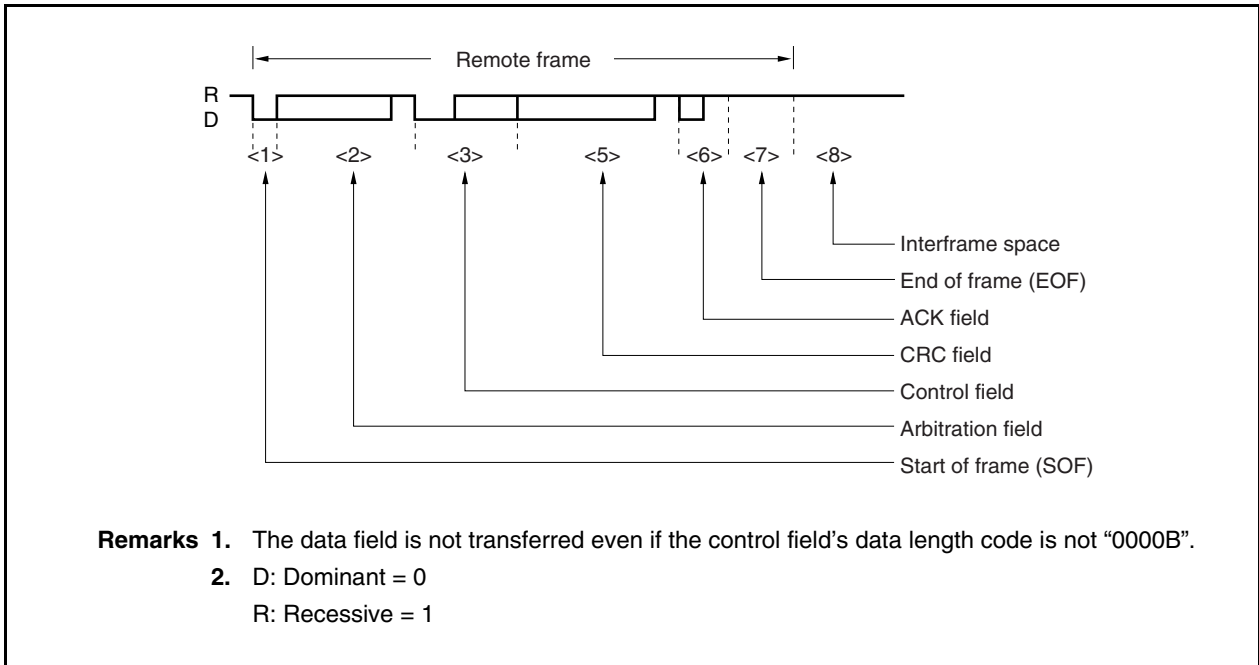 Remote frame
R
D
<1> <2> <3> <5> <6> <7> <8>
Interframe space
End of frame (EOF)
ACK field
CRC field
Control field
Arbitration field
Start of frame (SOF)
Remarks 1. The data field is not transferred even if the control field’s data length code is not “0000B”.
2. D: Dominant = 0
R: Recessive = 1